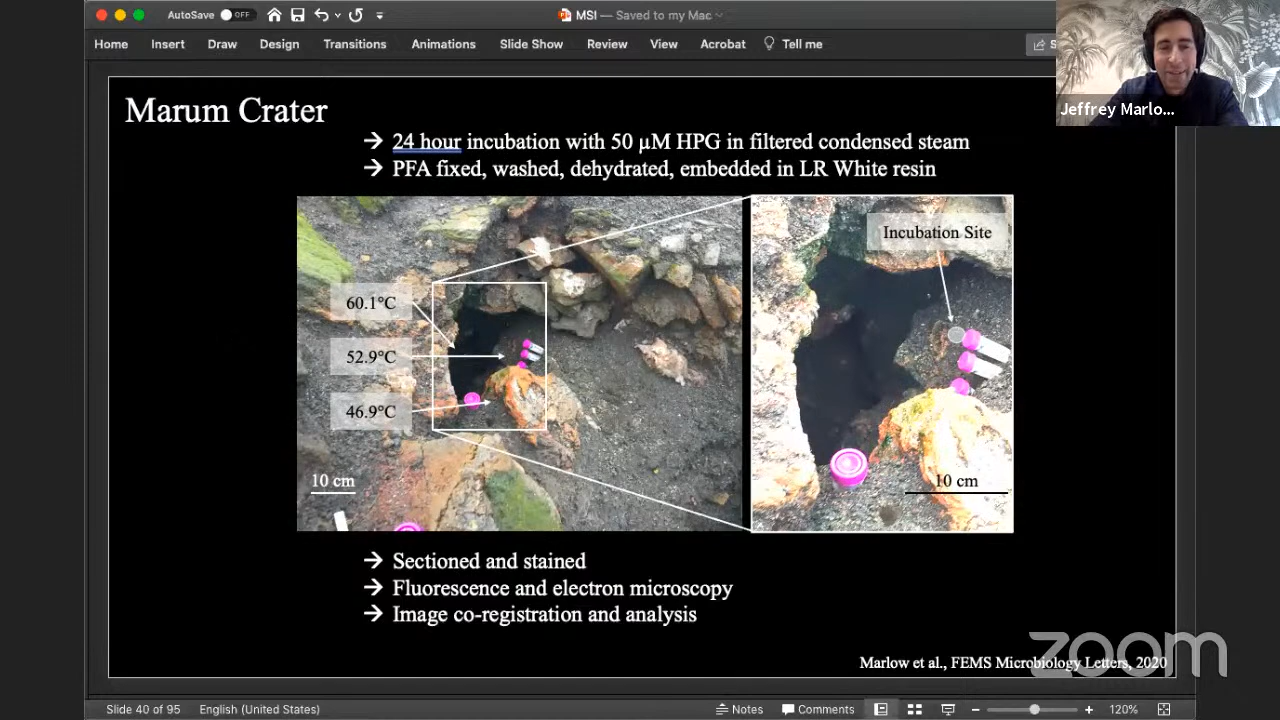 AutoSave OFF
MSI — Saved to my Mac
Home Insert Draw Design Transitions Animations Slide Show Review View Acrobat Tell me
Jeffrey Marlo...
Marum Crater
→ 24 hour incubation with 50 µM HPG in filtered condensed steam
→ PFA fixed, washed, dehydrated, embedded in LR White resin
Incubation Site
60.1°C
52.9°C
46.9°C
10 cm
10 cm
→ Sectioned and stained
→ Fluorescence and electron microscopy
→ Image co-registration and analysis
zoom
Marlow et al., FEMS Microbiology Letters, 2020
Slide 40 of 95 English (United States) Notes Comments 120%